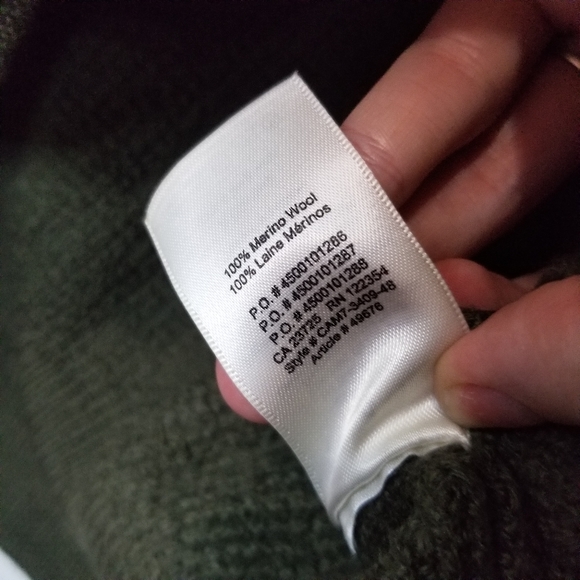 100% Merino Wool
100% Laine Mérinos
P.O. # 4500101286
P.O. # 4500101287
P.O. # 4500101288
CA 23725 RN 122354
Style # CAM7-3409-48
Article # 49676